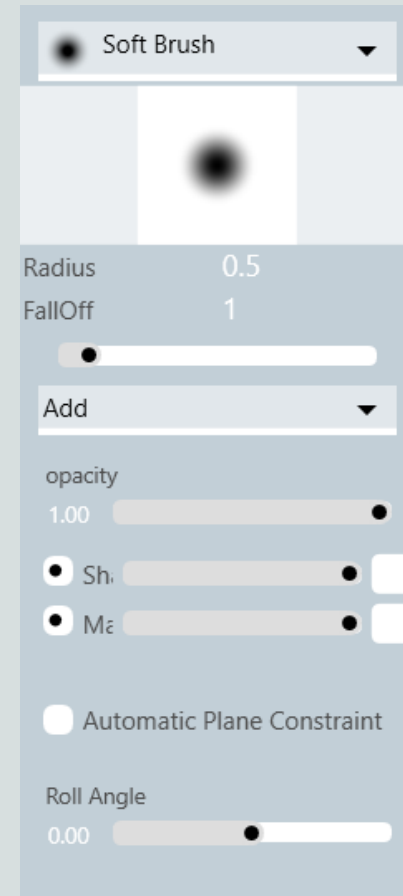 Soft Brush
Radius 0.5
FallOff 1
Add
opacity
1.00
Automatic Plane Constraint
Roll Angle
0.00